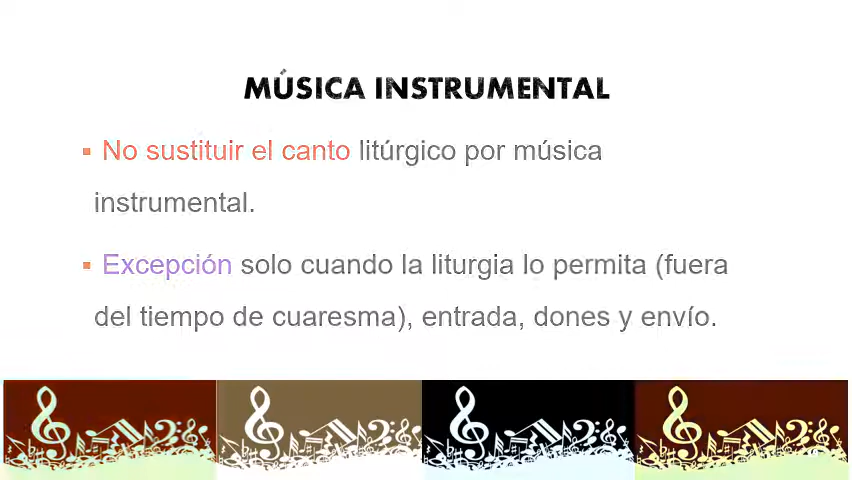 MÚSICA INSTRUMENTAL
▪ No sustituir el canto litúrgico por música
instrumental.
▪ Excepción solo cuando la liturgia lo permita (fuera
del tiempo de cuaresma), entrada, dones y envío.